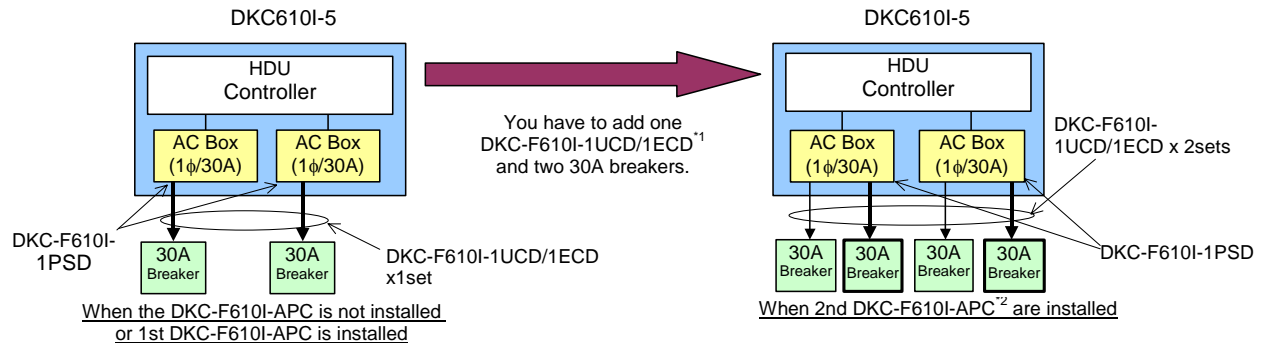 DKC610I-5
HDU
Controller
AC Box
(1ϕ/30A)
AC Box
(1ϕ/30A)
DKC-F610I-
1PSD
30A
Breaker
30A
Breaker
DKC-F610I-1UCD/1ECD
x1set
When the DKC-F610I-APC is not installed
or 1st DKC-F610I-APC is installed
You have to add one
DKC-F610I-1UCD/1ECD*1
and two 30A breakers.
DKC610I-5
HDU
Controller
AC Box
(1ϕ/30A)
AC Box
(1ϕ/30A)
DKC-F610I-
1UCD/1ECD x 2sets
30A
Breaker
30A
Breaker
30A
Breaker
30A
Breaker
DKC-F610I-1PSD
When 2nd DKC-F610I-APC*2 are installed